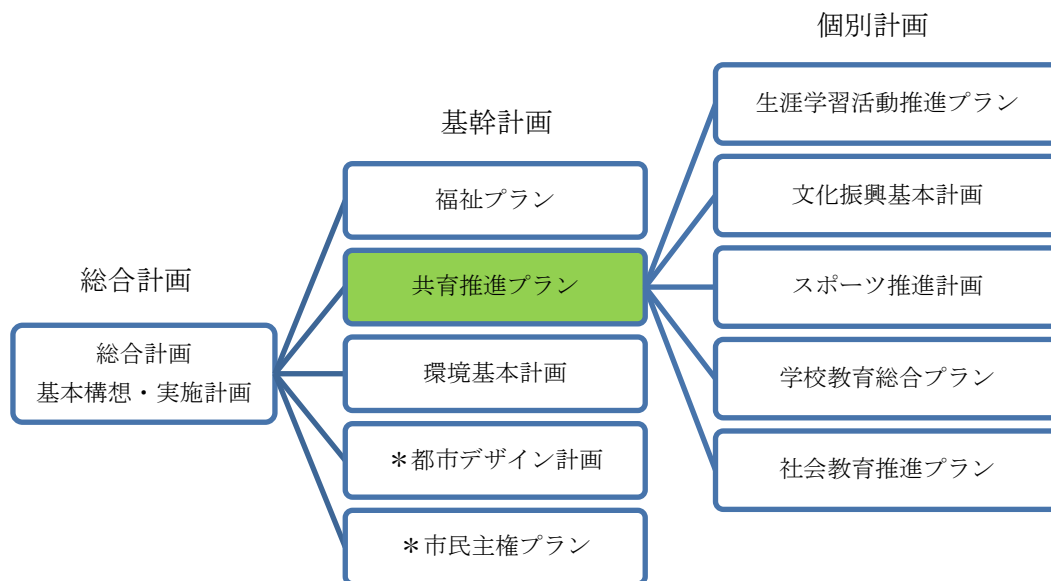 総合計画
総合計画
基本構想・実施計画
基幹計画
福祉プラン
共育推進プラン
環境基本計画
＊都市デザイン計画
＊市民主権プラン
個別計画
生涯学習活動推進プラン
文化振興基本計画
スポーツ推進計画
学校教育総合プラン
社会教育推進プラン